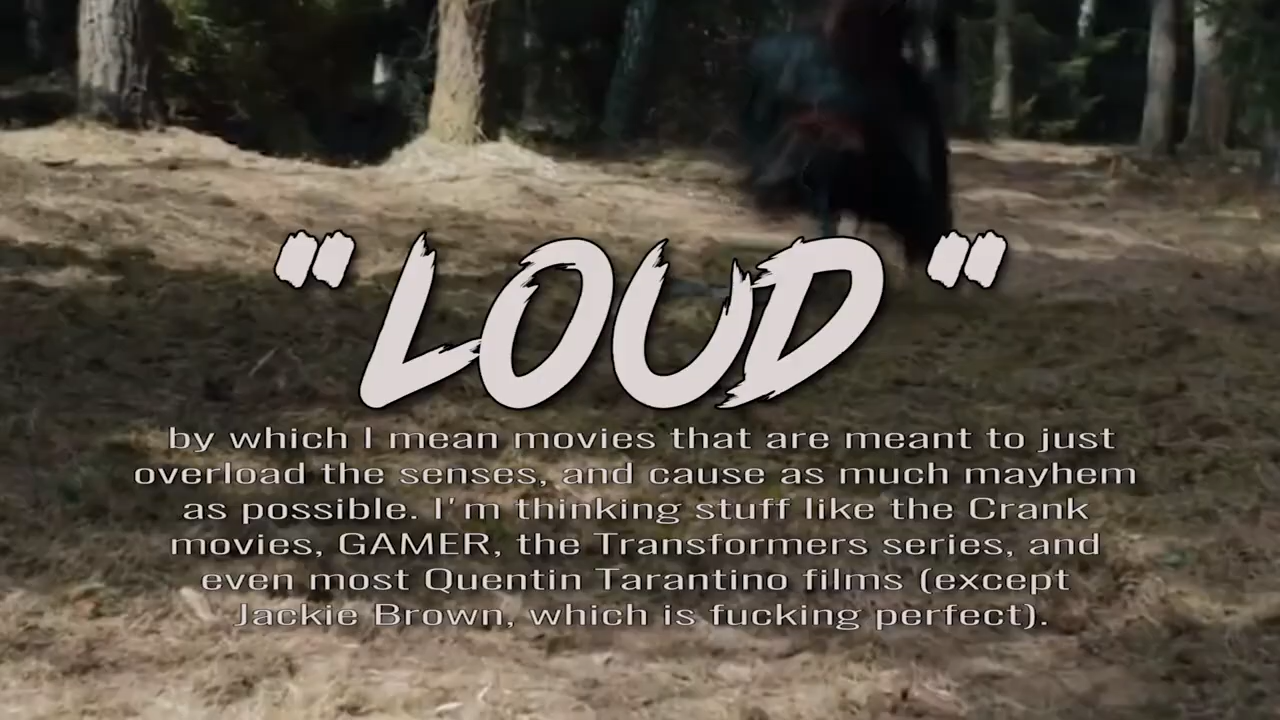 "LOUD"
by which I mean movies that are meant to just
overload the senses, and cause as much mayhem
as possible. I'm thinking stuff like the Crank
movies, GAMER, the Transformers series, and
even most Quentin Tarantino films (except
Jackie Brown, which is fucking perfect).